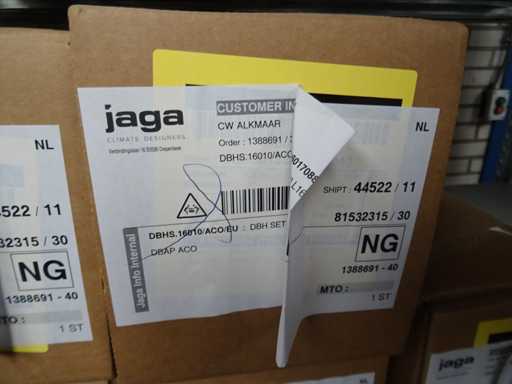 jaga
CLIMATE DESIGNERS
CUSTOMER IN
CW ALKMAAR
Order : 1388691 /
DBHS.16010/ACO
NL
SHIPT : 44522 / 11
81532315 / 30
NG
1388691 - 40
MTO :
1 ST
DBHS.16010/ACO/EU : DBH SET
DBAP ACO
Jaga Info Internal
NL
4522 / 11
32315 / 30
NG
1388691 - 40
TO :
1 ST
NL